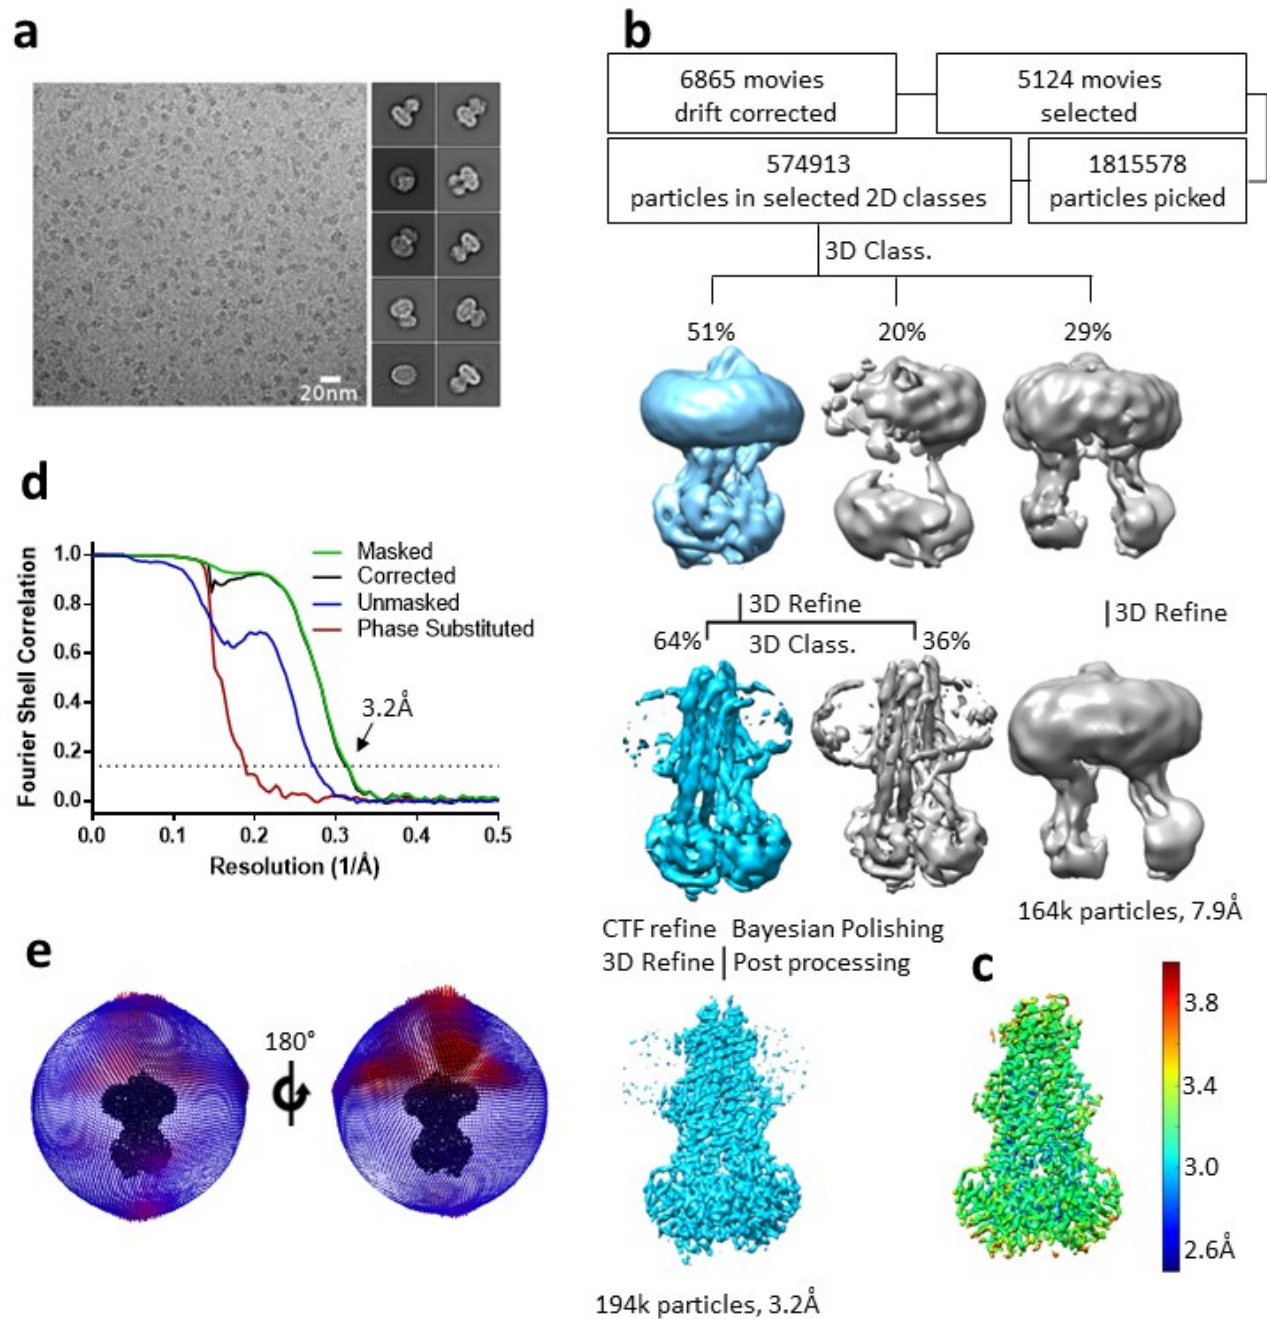 a
20nm
b
6865 movies
drift corrected
5124 movies
selected
574913
particles in selected 2D classes
1815578
particles picked
3D Class.
51%
20%
29%
3D Refine
3D Class.
64%
36%
3D Refine
164k particles, 7.9Å
CTF refine Bayesian Polishing
3D Refine Post processing
194k particles, 3.2Å
c
3.8
3.4
3.0
2.6Å
d
Fourier Shell Correlation
1.0
0.8
0.6
0.4
0.2
0.0
Masked
Corrected
Unmasked
Phase Substituted
3.2Å
0.0 0.1 0.2 0.3 0.4 0.5
Resolution (1/Å)
e
180°